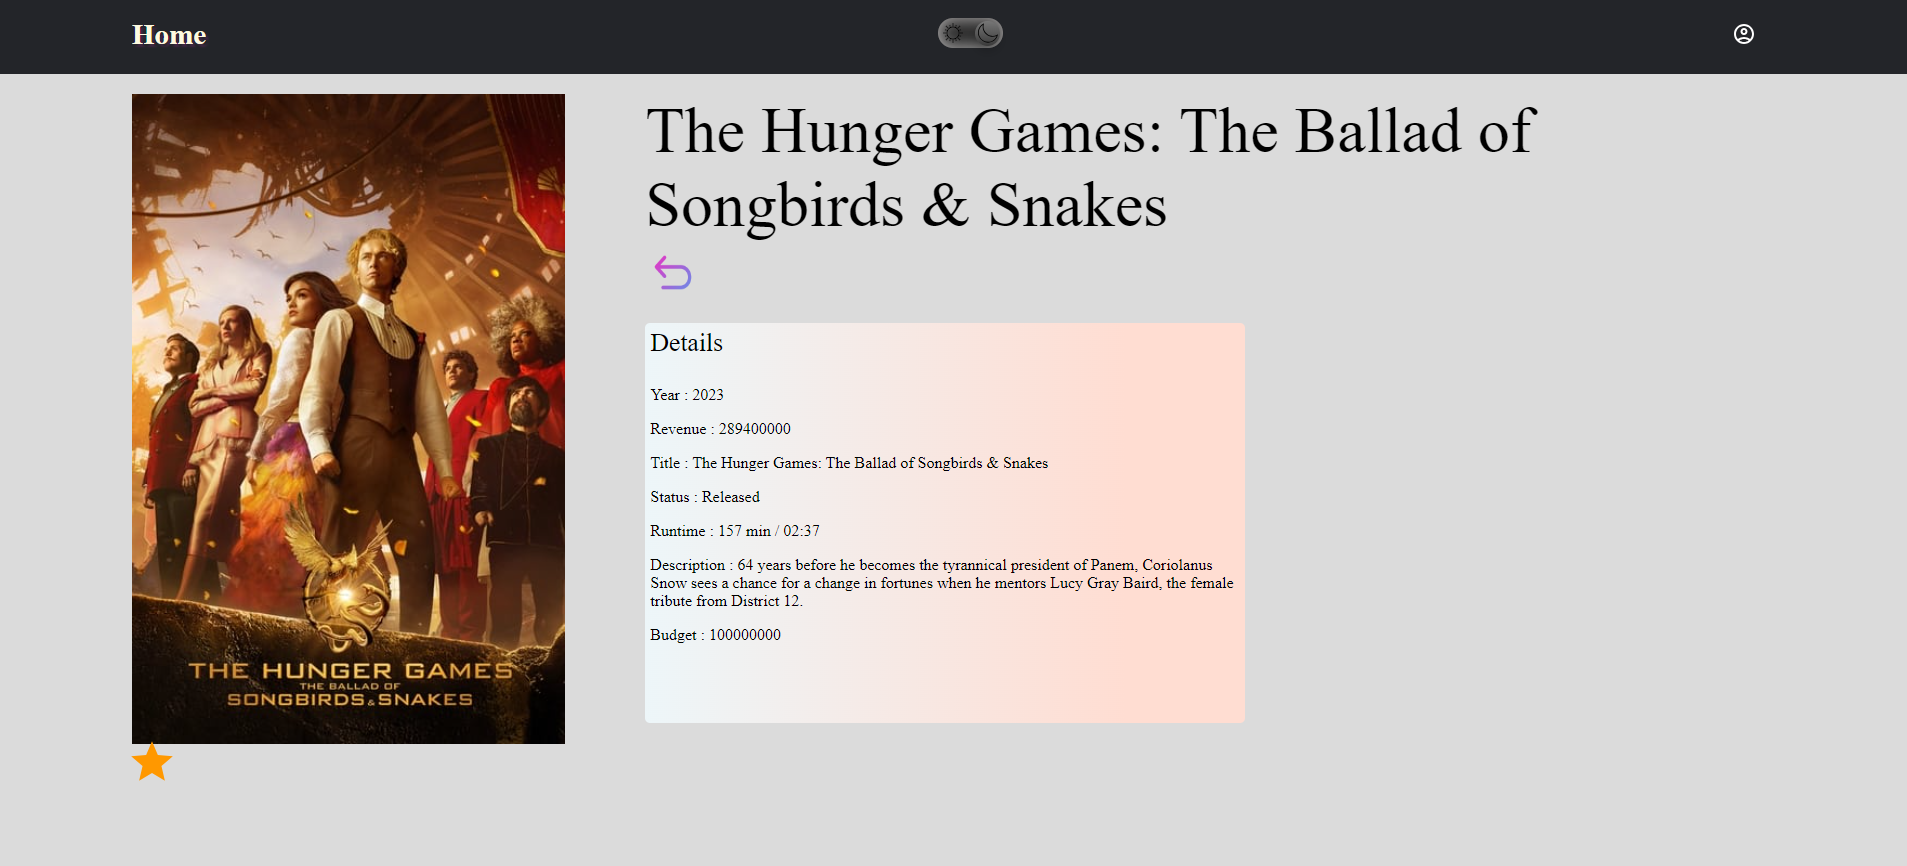 Home
The Hunger Games: The Ballad of
Songbirds & Snakes
Details
Year : 2023
Revenue : 289400000
Title : The Hunger Games: The Ballad of Songbirds & Snakes
Status : Released
Runtime : 157 min / 02:37
Description : 64 years before he becomes the tyrannical president of Panem, Coriolanus
Snow sees a chance for a change in fortunes when he mentors Lucy Gray Baird, the female
tribute from District 12.
Budget : 100000000
THE HUNGER GAMES
THE BALLAD OF
SONGBIRDS & SNAKES